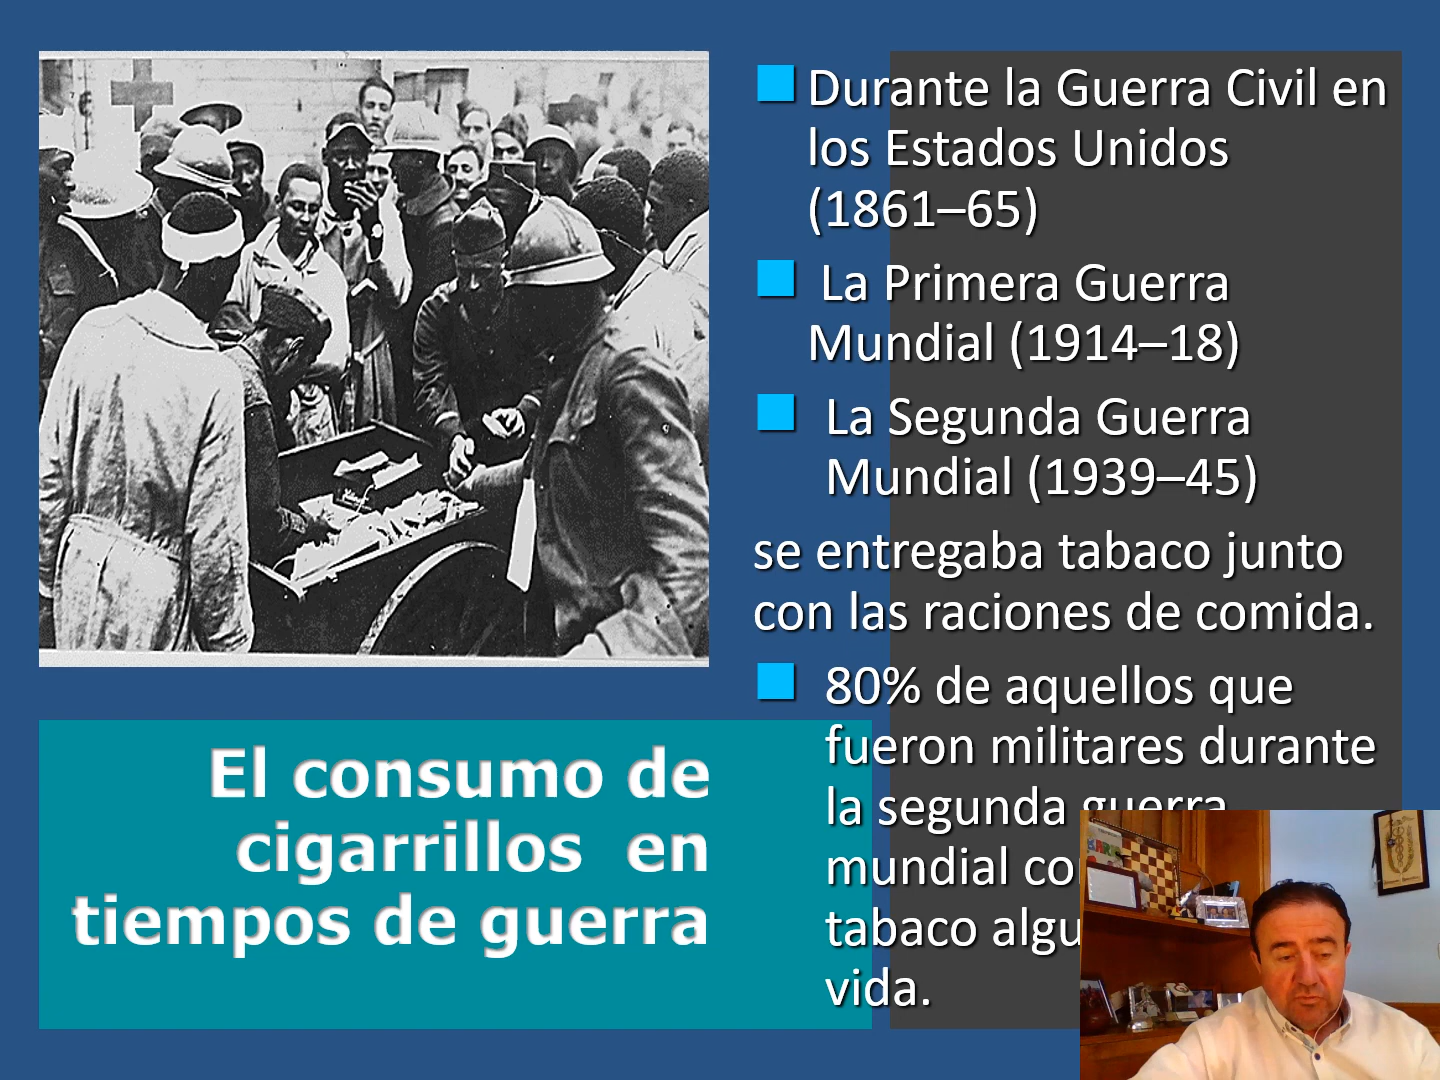 Durante la Guerra Civil en
los Estados Unidos
(1861–65)
La Primera Guerra
Mundial (1914–18)
La Segunda Guerra
Mundial (1939–45)
se entregaba tabaco junto
con las raciones de comida.
80% de aquellos que
fueron militares durante
la segunda guerra
mundial
tabaco
vida.
El consumo de
cigarrillos en
tiempos de guerra